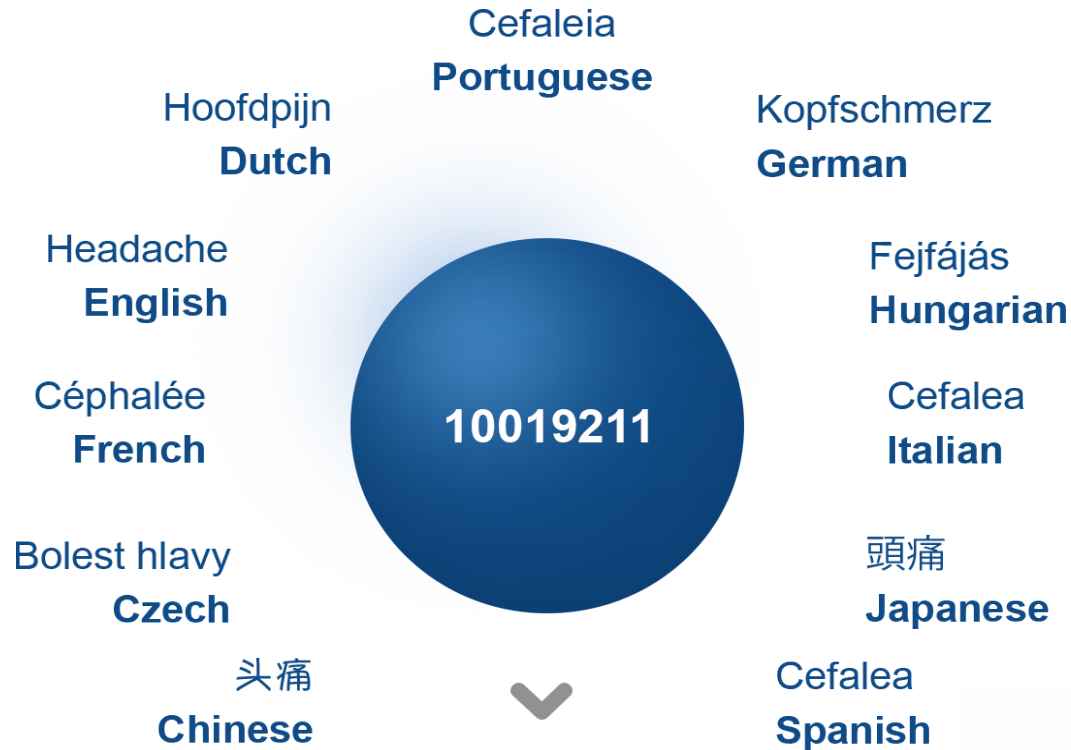 Cefaleia
Portuguese
Hoofdpijn
Dutch
Kopfschmerz
German
Headache
English
Fejfájás
Hungarian
Céphalée
French
10019211
Cefalea
Italian
Bolest hlavy
Czech
頭痛
Japanese
头痛
Chinese
Cefalea
Spanish